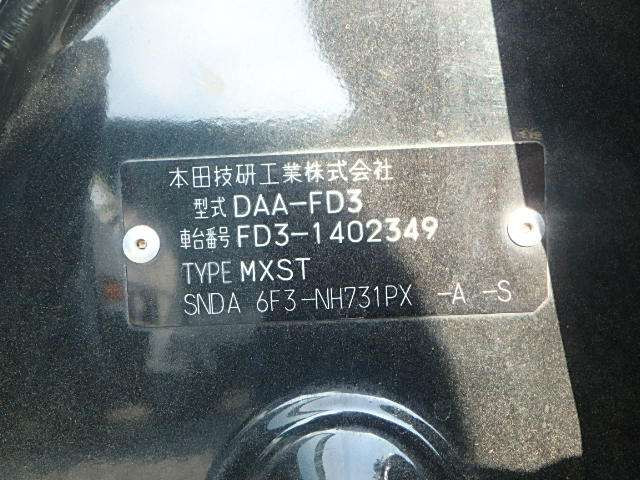 本田技研工業株式会社
型式 DAA-FD3
車台番号 FD3-1402349
TYPE MXST
SNDA 6F3-NH731PX -A -S